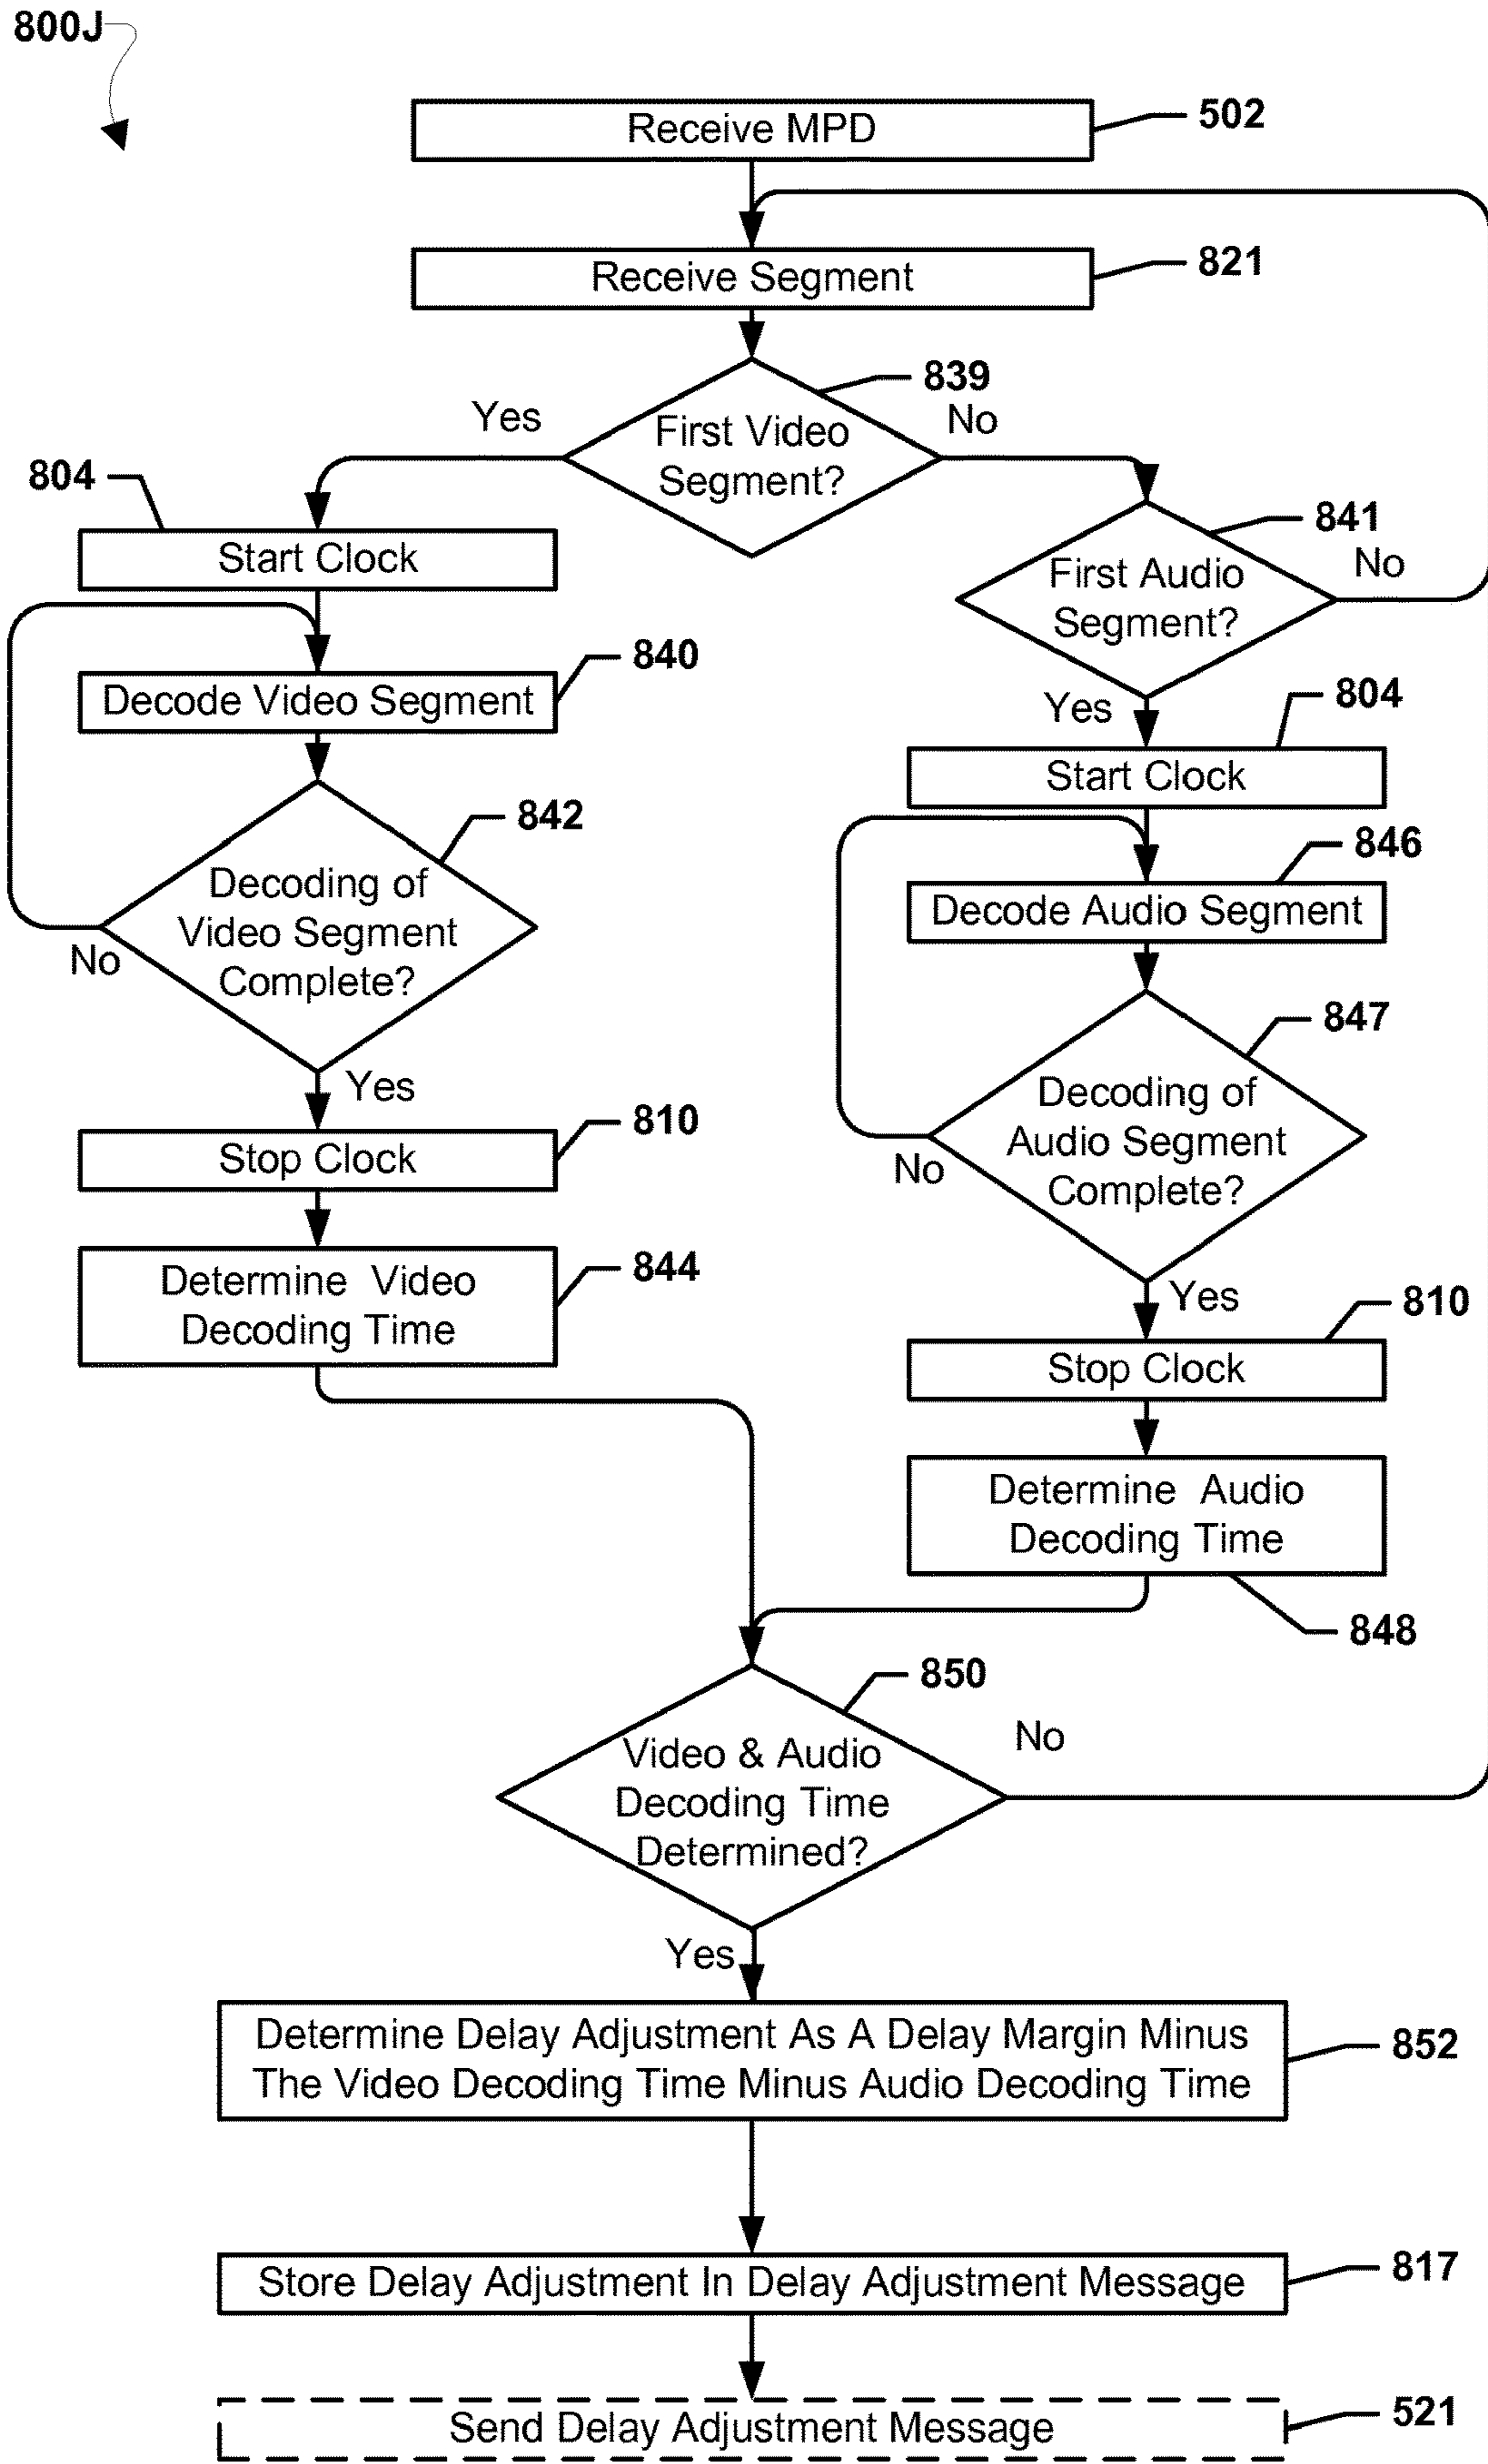 800J
Receive MPD
502
Receive Segment
821
839
First Video
Segment?
Yes
No
804
Start Clock
841
First Audio
Segment?
No
Yes
840
Decode Video Segment
804
Start Clock
842
Decoding of
Video Segment
Complete?
No
Yes
846
Decode Audio Segment
847
Decoding of
Audio Segment
Complete?
No
Yes
810
Stop Clock
844
Determine Video
Decoding Time
810
Stop Clock
Determine Audio
Decoding Time
848
850
Video & Audio
Decoding Time
Determined?
No
Yes
Determine Delay Adjustment As A Delay Margin Minus
The Video Decoding Time Minus Audio Decoding Time
852
Store Delay Adjustment In Delay Adjustment Message
817
Send Delay Adjustment Message
521